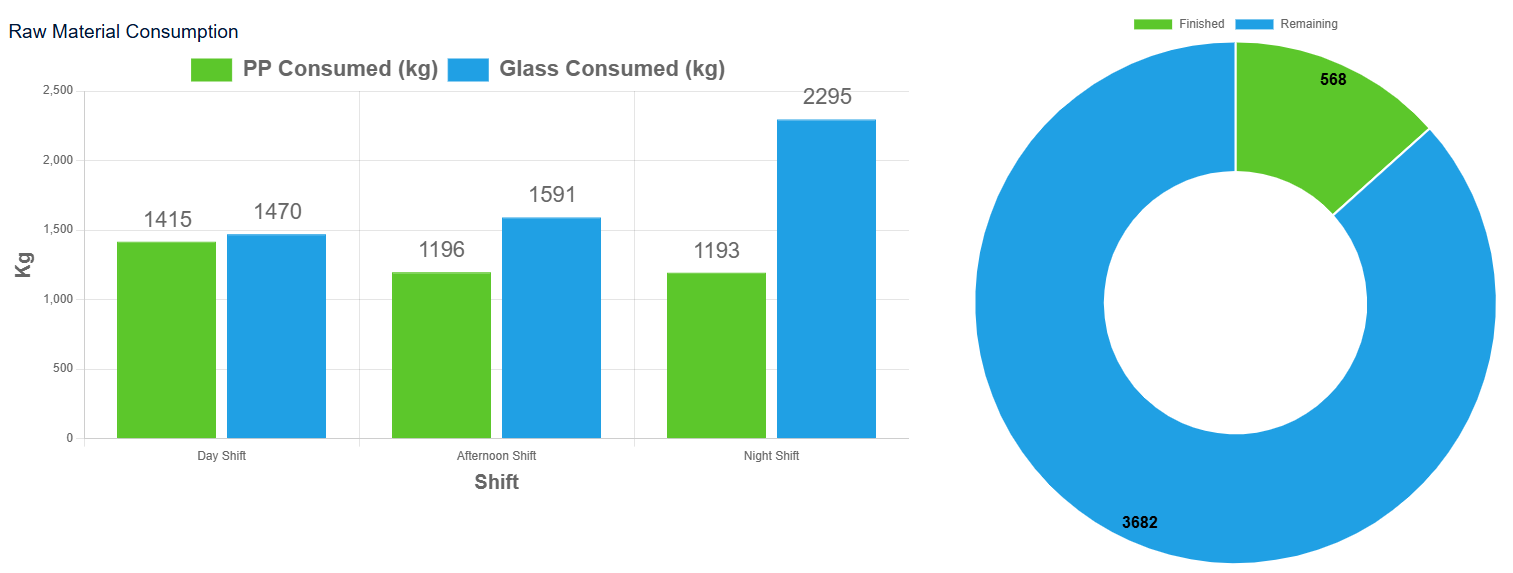 Raw Material Consumption
PP Consumed (kg) Glass Consumed (kg)
2,500
2,000
1,500
1,000
500
0
Kg
1415
1470
1196
1591
1193
2295
Day Shift
Afternoon Shift
Night Shift
Shift
Finished Remaining
568
3682